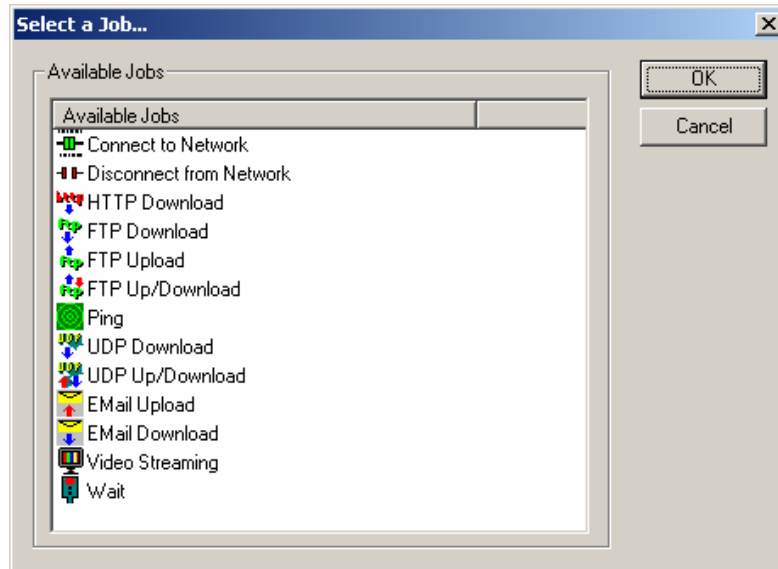 Select a Job...
Available Jobs
OK
Available Jobs
Cancel
Connect to Network
Disconnect from Network
HTTP Download
FTP Download
FTP Upload
FTP Up/Download
Ping
UDP Download
UDP Up/Download
EMail Upload
EMail Download
Video Streaming
Wait